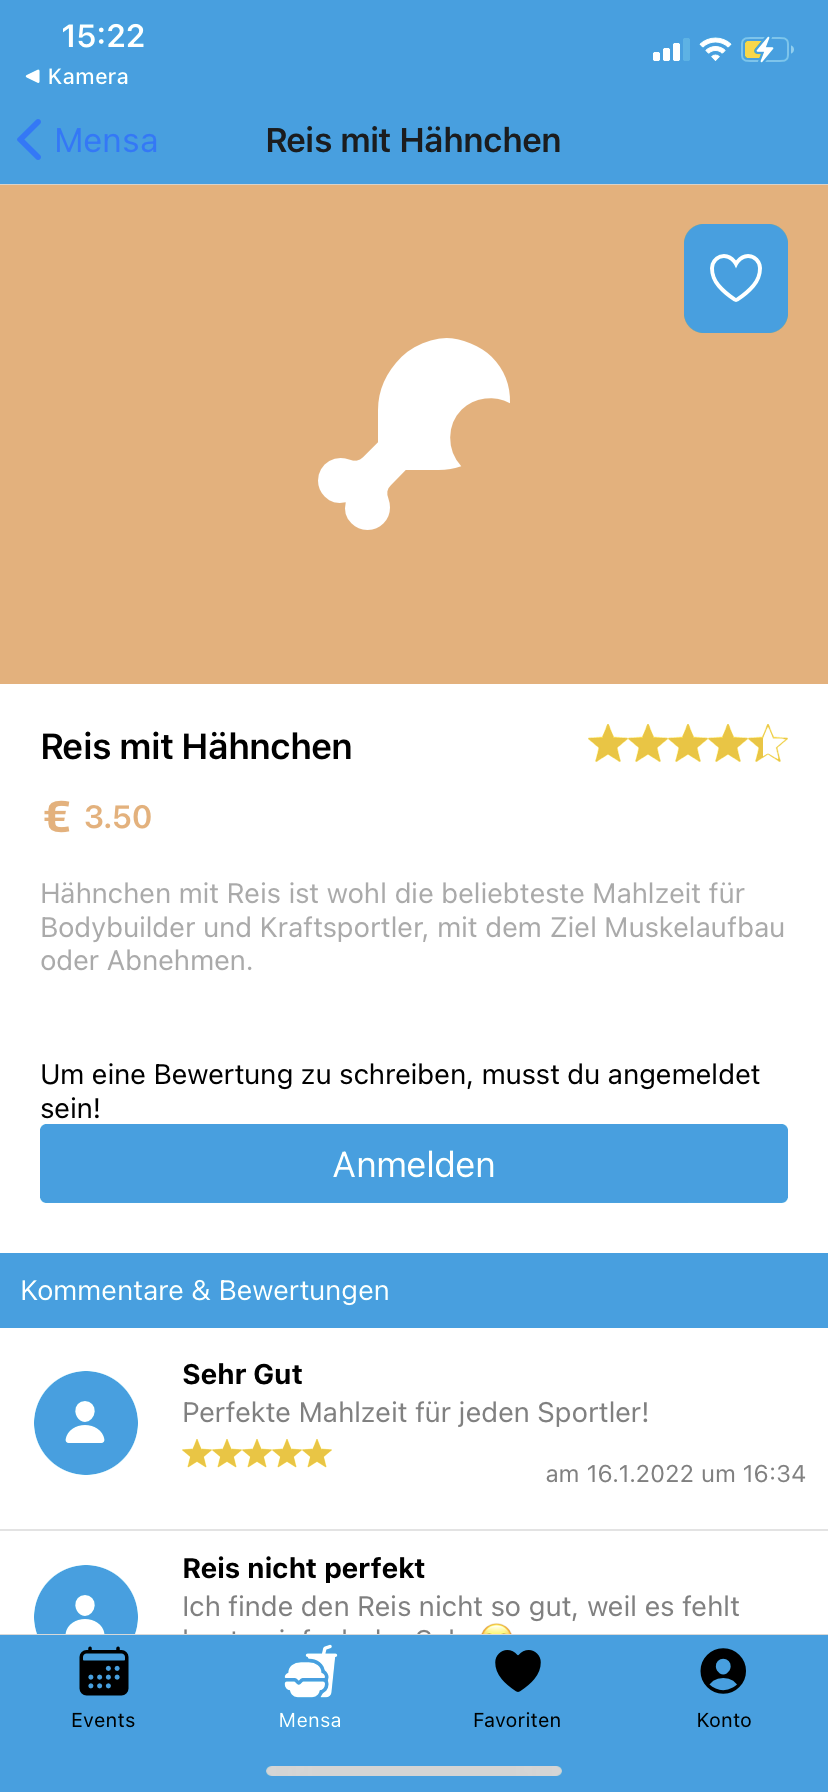 15:22
◀ Kamera
Mensa
Reis mit Hähnchen
Reis mit Hähnchen
€ 3.50
Hähnchen mit Reis ist wohl die beliebteste Mahlzeit für
Bodybuilder und Kraftsportler, mit dem Ziel Muskelaufbau
oder Abnehmen.
Um eine Bewertung zu schreiben, musst du angemeldet
sein!
Anmelden
Kommentare & Bewertungen
Sehr Gut
Perfekte Mahlzeit für jeden Sportler!
am 16.1.2022 um 16:34
Reis nicht perfekt
Ich finde den Reis nicht so gut, weil es fehlt
Events
Mensa
Favoriten
Konto